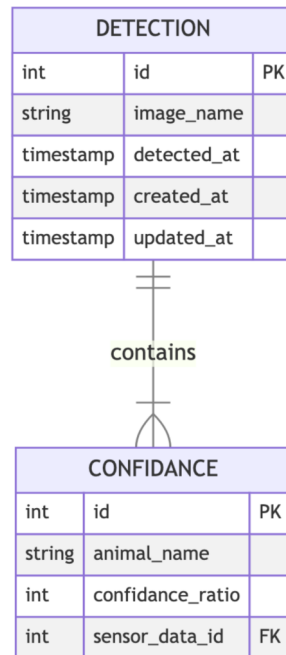 DETECTION
int id PK
string image_name
timestamp detected_at
timestamp created_at
timestamp updated_at
contains
CONFIDANCE
int id PK
string animal_name
int confidance_ratio
int sensor_data_id FK